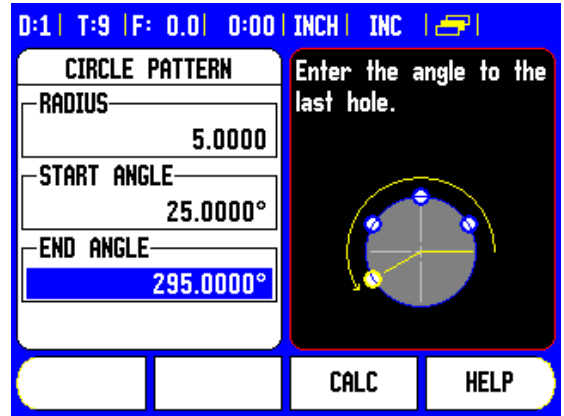 D:1| T:9 |F: 0.0| 0:00| INCH| INC | |
CIRCLE PATTERN
RADIUS
5.0000
START ANGLE
25.0000°
END ANGLE
295.0000°
Enter the angle to the
last hole.
CALC
HELP